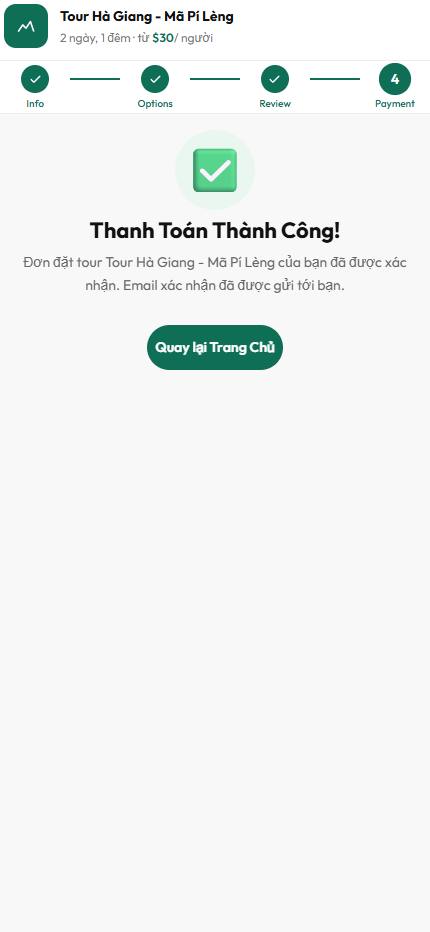 Tour Hà Giang - Mã Pí Lèng
2 ngày, 1 đêm · từ $30/ người
4
Info
Options
Review
Payment
Thanh Toán Thành Công!
Đơn đặt tour Tour Hà Giang - Mã Pí Lèng của bạn đã được xác
nhận. Email xác nhận đã được gửi tới bạn.
Quay lại Trang Chủ